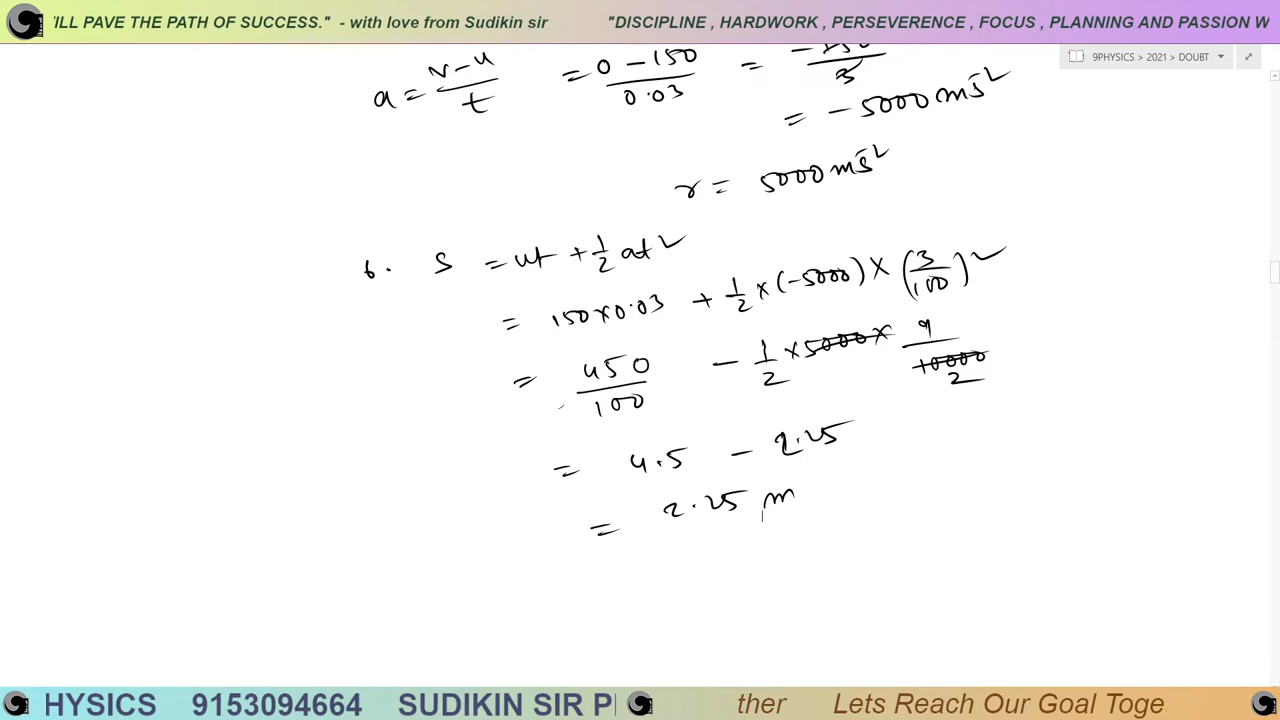 'ILL PAVE THE PATH OF SUCCESS." - with love from Sudikin sir "DISCIPLINE , HARDWORK , PERSEVERENCE , FOCUS , PLANNING AND PASSION W
9PHYSICS > 2021 > DOUBT
a = v-u/t = 0-150/0.03 = -150/3
= -5000 ms⁻²
r = 5000 ms⁻²
6. S = ut + 1/2 at²
= 150 × 0.03 + 1/2 × (-5000) × (3/100)²
= 450/100 - 1/2 × 5000 × 9/10000 2
= 4.5 - 2.25
= 2.25 m
HYSICS 9153094664 SUDIKIN SIR P ther Lets Reach Our Goal Toge